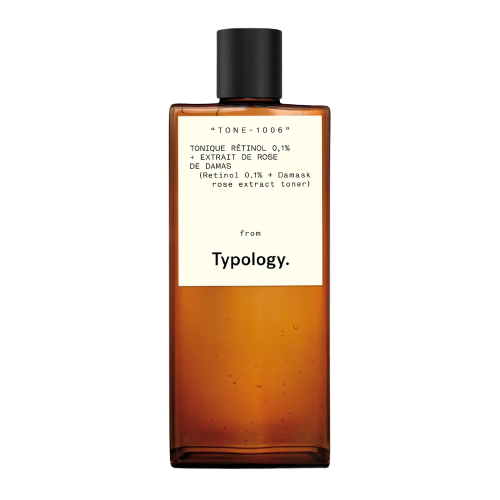 "TONE-1006"
TONIQUE RÉTINOL 0,1%
+ EXTRAIT DE ROSE
DE DAMAS
(Retinol 0.1% + Damask
rose extract toner)
from
Typology.